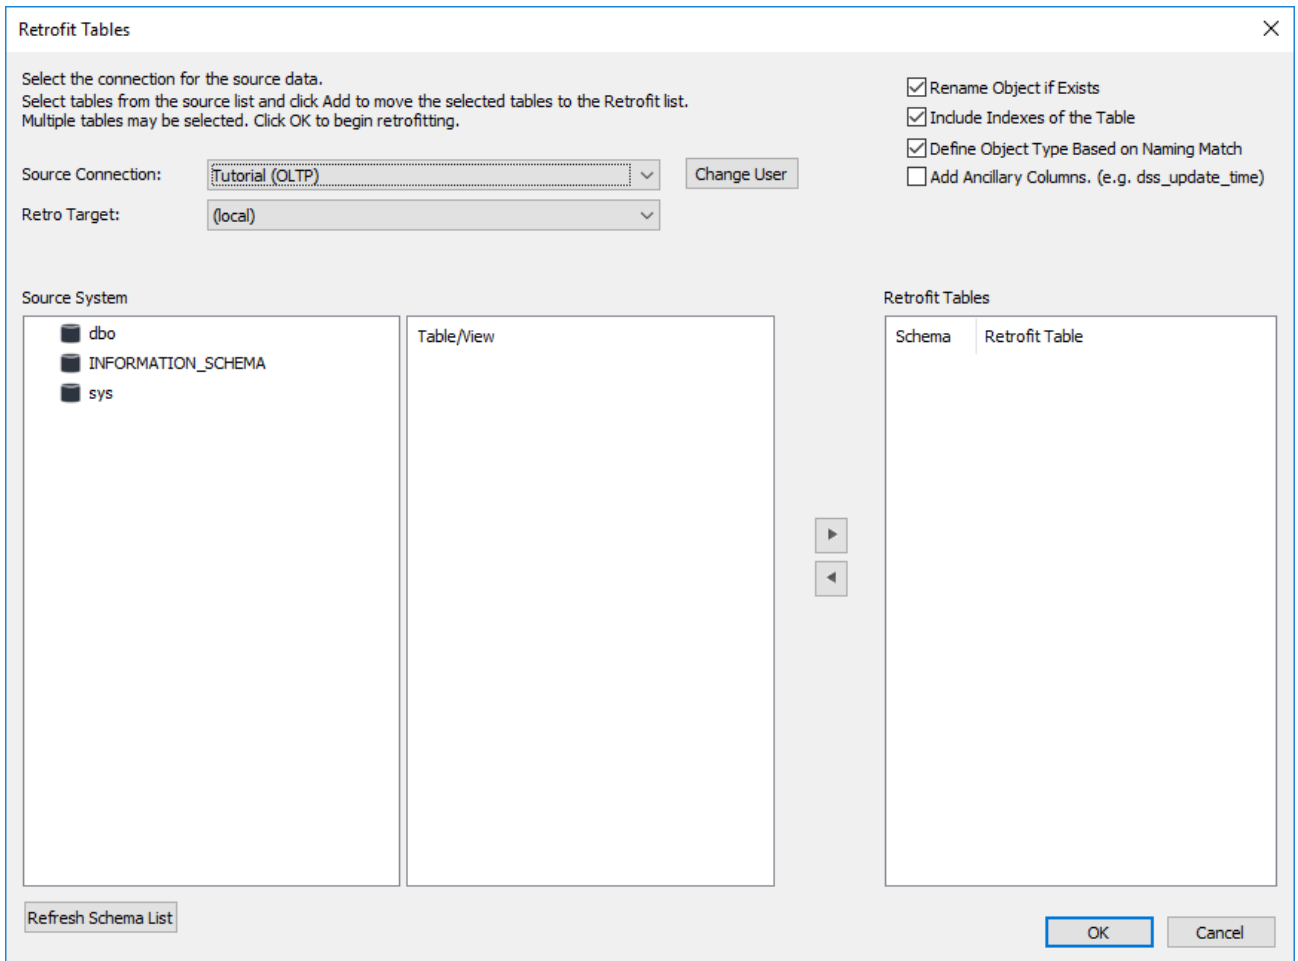 Retrofit Tables
Select the connection for the source data.
Select tables from the source list and click Add to move the selected tables to the Retrofit list.
Multiple tables may be selected. Click OK to begin retrofitting.
Rename Object if Exists
Include Indexes of the Table
Define Object Type Based on Naming Match
Add Ancillary Columns. (e.g. dss_update_time)
Source Connection:
Tutorial (OLTP)
Change User
Retro Target:
(local)
Source System
dbo
INFORMATION_SCHEMA
sys
Table/View
Retrofit Tables
Schema Retrofit Table
Refresh Schema List
OK
Cancel